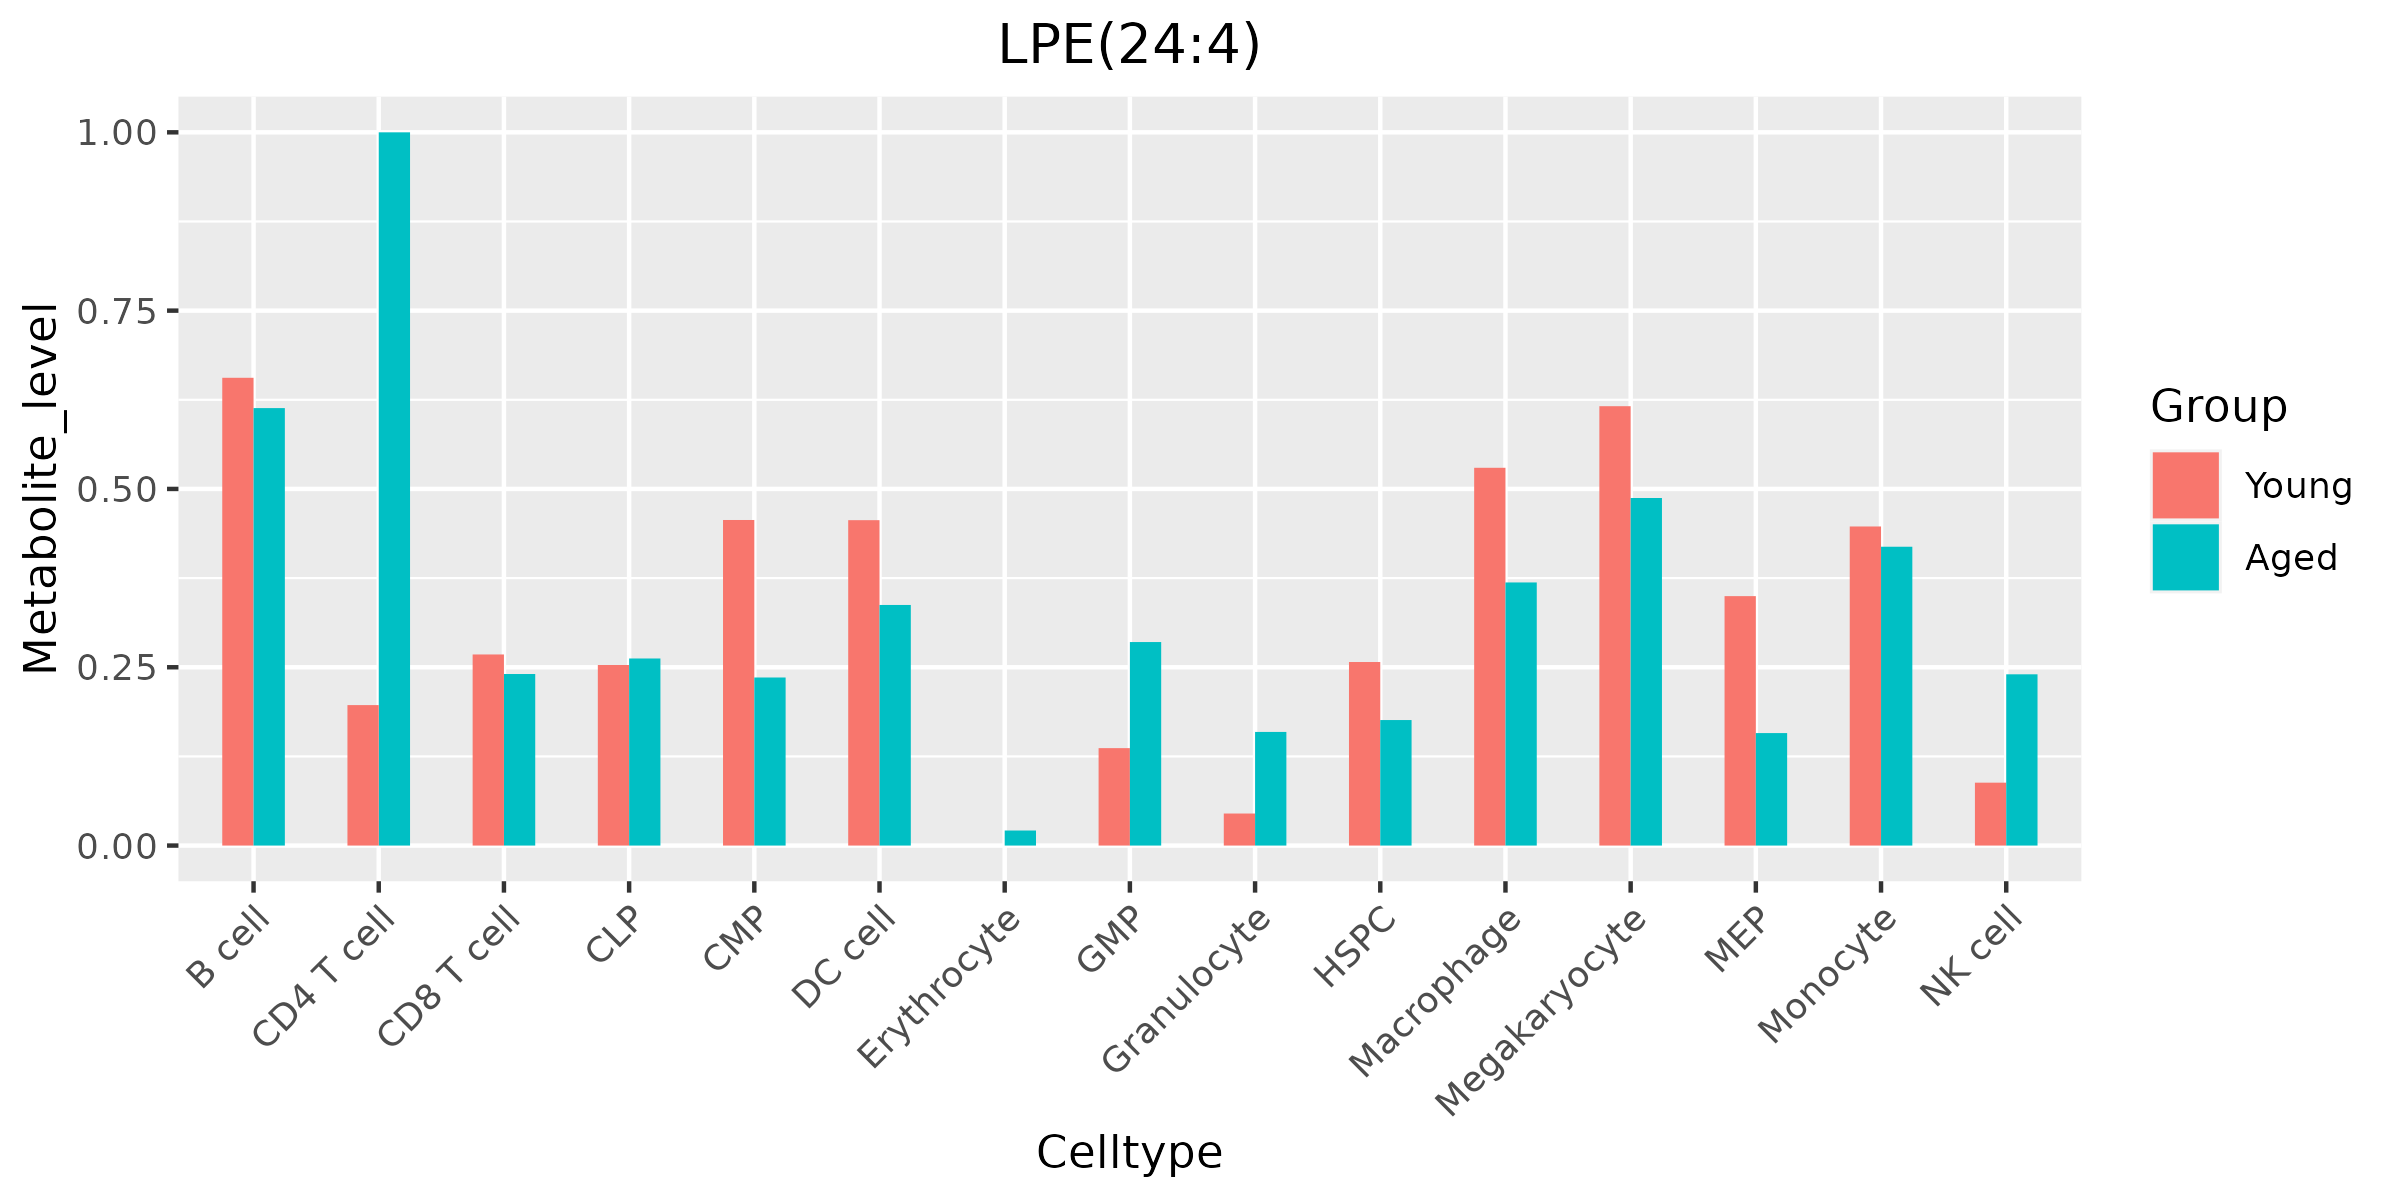 LPE(24:4)
Metabolite_level
1.00
0.75
0.50
0.25
0.00
B cell
CD4 T cell
CD8 T cell
CLP
CMP
DC cell
Erythrocyte
GMP
Granulocyte
HSPC
Macrophage
Megakaryocyte
MEP
Monocyte
NK cell
Celltype
Group
Young
Aged